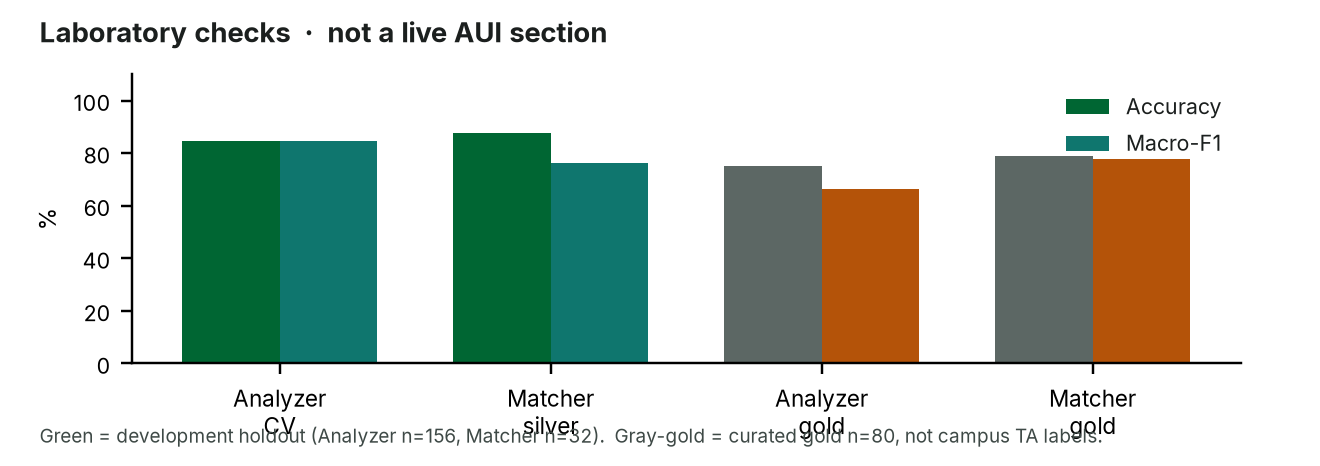 Laboratory checks · not a live AUI section
%
100
80
60
40
20
0
Accuracy
Macro-F1
Analyzer
CV
Matcher
silver
Analyzer
gold
Matcher
gold
Green = development holdout (Analyzer n=156, Matcher n=32). Gray-gold = curated gold n=80, not campus TA labels.